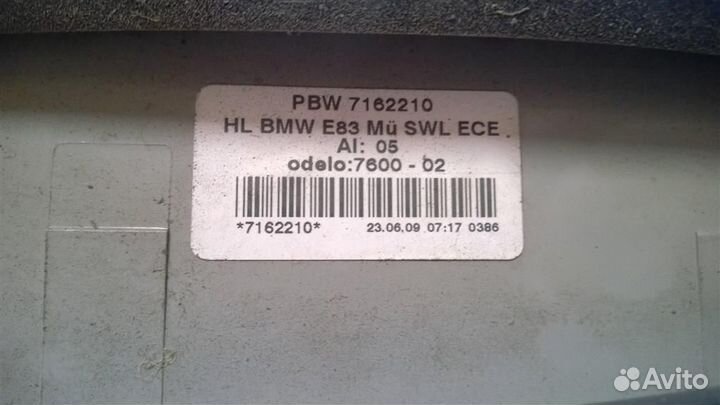 PBW 7162210
HL BMW E83 Mü SWL ECE
AI: 05
odelo:7600 - 02
*7162210* 23.06.09 07:17 0386
Avito